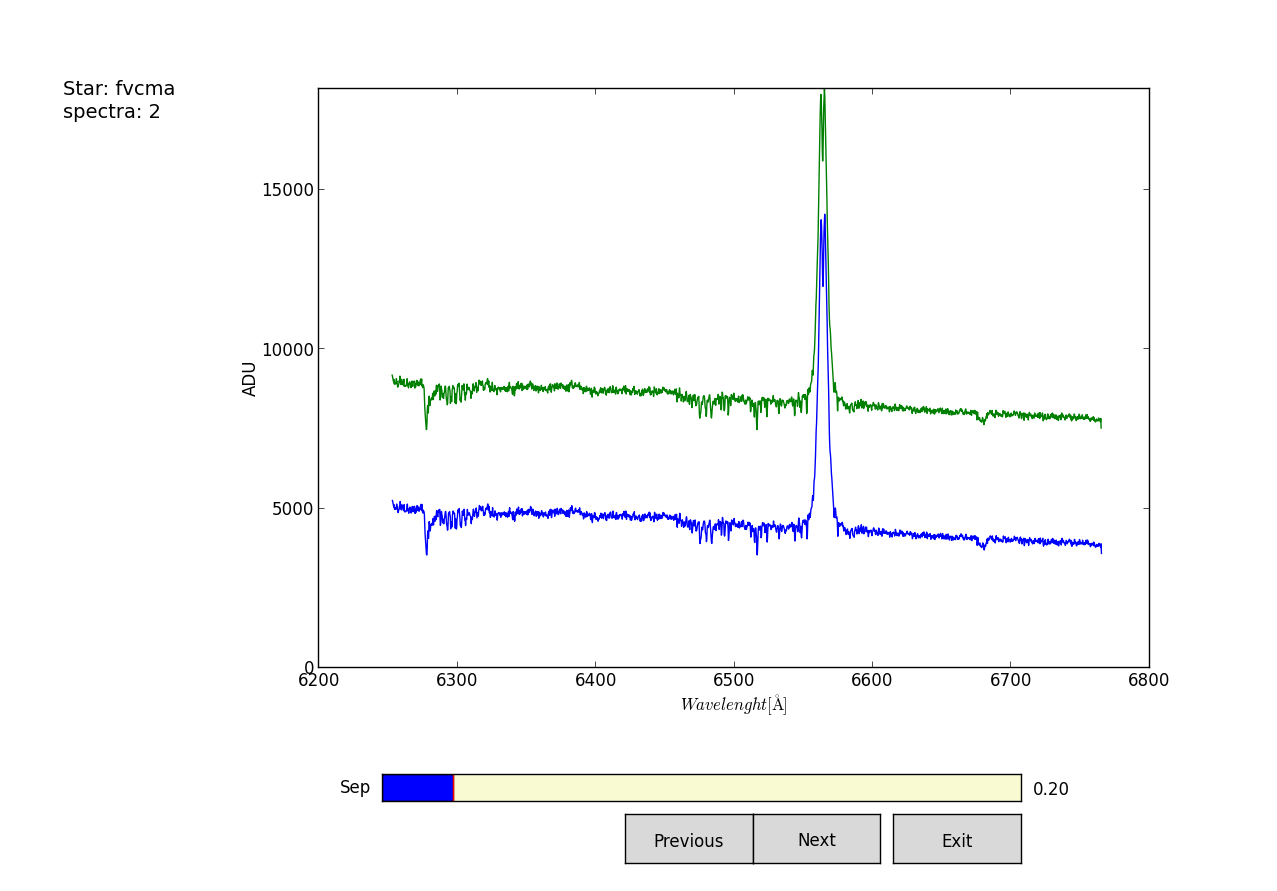 Star: fvcma
spectra: 2
15000
10000
5000
0
ADU
6200 6300 6400 6500 6600 6700 6800
Wavelenght[Å]
Sep 0.20
Previous Next Exit